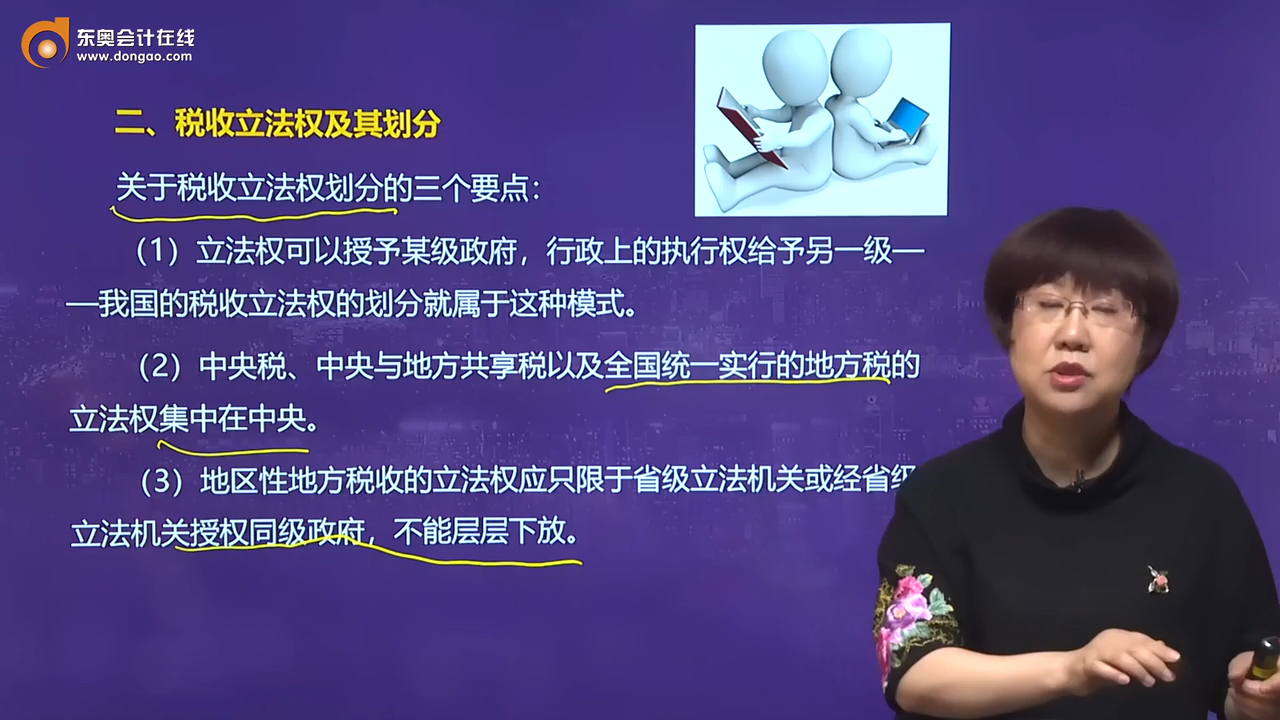 东奥会计在线
www.dongao.com
二、税收立法权及其划分
关于税收立法权划分的三个要点：
（1）立法权可以授予某级政府，行政上的执行权给予另一级—
—我国的税收立法权的划分就属于这种模式。
（2）中央税、中央与地方共享税以及全国统一实行的地方税的
立法权集中在中央。
（3）地区性地方税收的立法权应只限于省级立法机关或经省级
立法机关授权同级政府，不能层层下放。